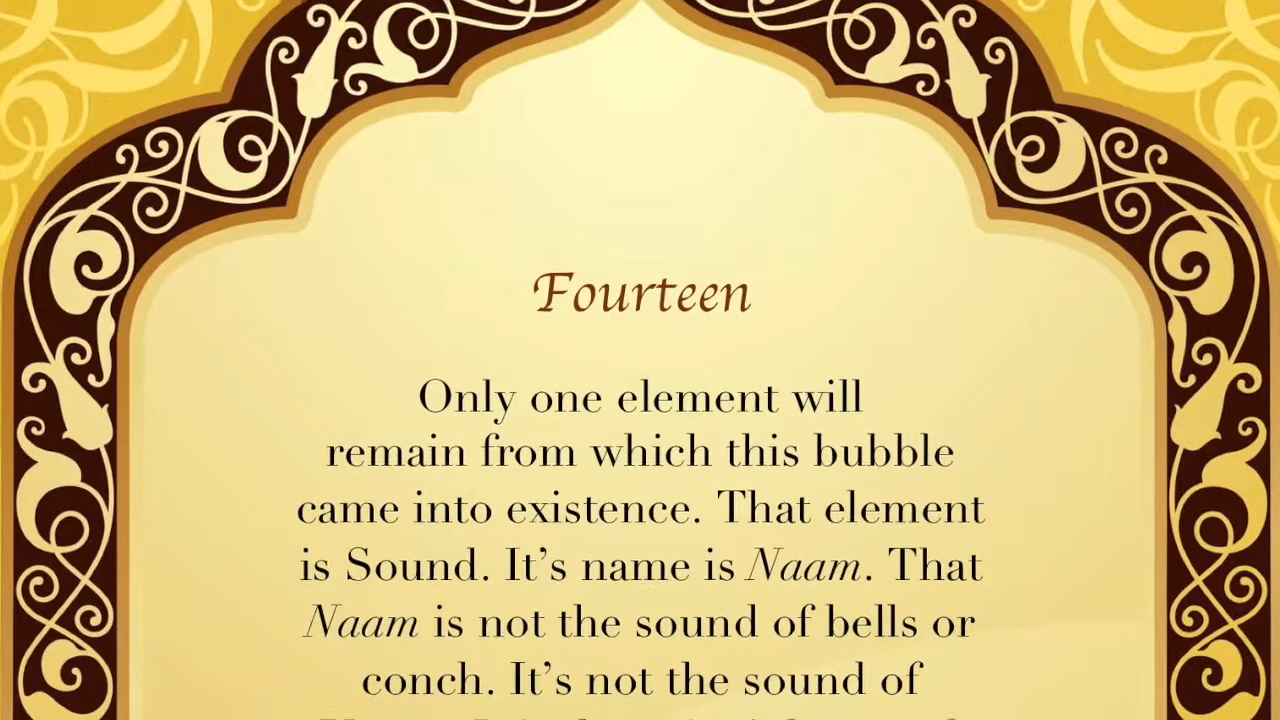 Fourteen
Only one element will
remain from which this bubble
came into existence. That element
is Sound. It’s name is Naam. That
Naam is not the sound of bells or
conch. It’s not the sound of